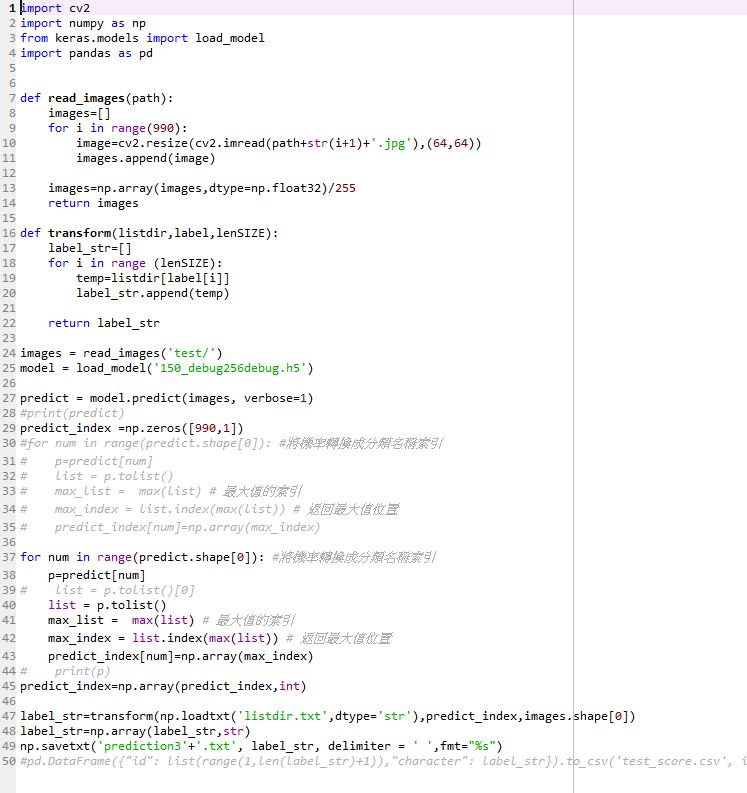 1 import cv2
2 import numpy as np
3 from keras.models import load_model
4 import pandas as pd
5
6
7 def read_images(path):
8     images=[]
9     for i in range(990):
10         image=cv2.resize(cv2.imread(path+str(i+1)+'.jpg'),(64,64))
11         images.append(image)
12
13     images=np.array(images,dtype=np.float32)/255
14     return images
15
16 def transform(listdir,label,lenSIZE):
17     label_str=[]
18     for i in range (lenSIZE):
19         temp=listdir[label[i]]
20         label_str.append(temp)
21
22     return label_str
23
24 images = read_images('test/')
25 model = load_model('150_debug256debug.h5')
26
27 predict = model.predict(images, verbose=1)
28 #print(predict)
29 predict_index =np.zeros([990,1])
30 #for num in range(predict.shape[0]): #將機率轉換成分類名稱索引
31 #    p=predict[num]
32 #    list = p.tolist()
33 #    max_list =  max(list) # 最大值的索引
34 #    max_index = list.index(max(list)) # 返回最大值位置
35 #    predict_index[num]=np.array(max_index)
36
37 for num in range(predict.shape[0]): #將機率轉換成分類名稱索引
38     p=predict[num]
39 #    list = p.tolist()[0]
40     list = p.tolist()
41     max_list =  max(list) # 最大值的索引
42     max_index = list.index(max(list)) # 返回最大值位置
43     predict_index[num]=np.array(max_index)
44 #    print(p)
45 predict_index=np.array(predict_index,int)
46
47 label_str=transform(np.loadtxt('listdir.txt',dtype='str'),predict_index,images.shape[0])
48 label_str=np.array(label_str,str)
49 np.savetxt('prediction3'+'.txt', label_str, delimiter = ' ',fmt="%s")
50 #pd.DataFrame({"id": list(range(1,len(label_str)+1)),"character": label_str}).to_csv('test_score.csv', i